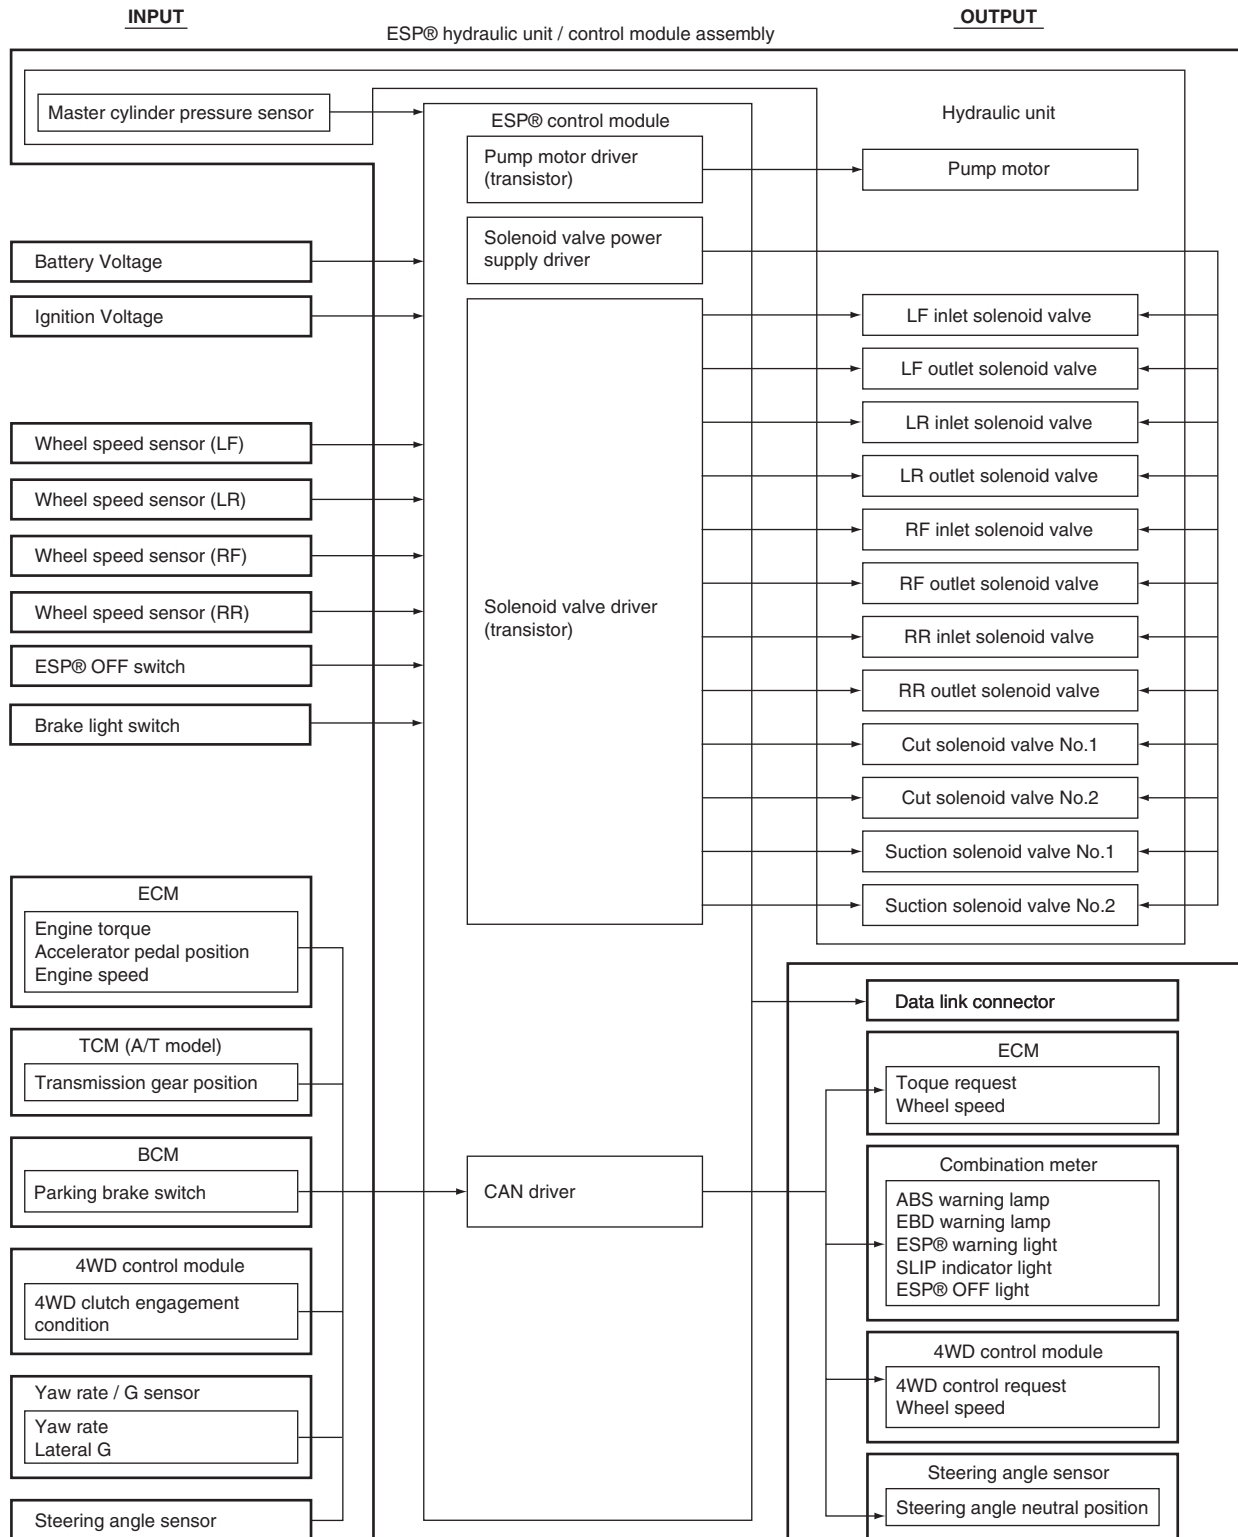 INPUT
OUTPUT
ESP® hydraulic unit / control module assembly
Master cylinder pressure sensor
ESP® control module
Hydraulic unit
Pump motor driver
(transistor)
Pump motor
Solenoid valve power
supply driver
Battery Voltage
Ignition Voltage
LF inlet solenoid valve
LF outlet solenoid valve
LR inlet solenoid valve
Wheel speed sensor (LF)
LR outlet solenoid valve
Wheel speed sensor (LR)
RF inlet solenoid valve
Wheel speed sensor (RF)
RF outlet solenoid valve
Wheel speed sensor (RR)
Solenoid valve driver
(transistor)
RR inlet solenoid valve
ESP® OFF switch
RR outlet solenoid valve
Brake light switch
Cut solenoid valve No.1
Cut solenoid valve No.2
Suction solenoid valve No.1
Suction solenoid valve No.2
ECM
Engine torque
Accelerator pedal position
Engine speed
Data link connector
TCM (A/T model)
Transmission gear position
ECM
Toque request
Wheel speed
BCM
Parking brake switch
CAN driver
Combination meter
ABS warning lamp
EBD warning lamp
ESP® warning light
SLIP indicator light
ESP® OFF light
4WD control module
4WD clutch engagement
condition
4WD control module
4WD control request
Wheel speed
Yaw rate / G sensor
Yaw rate
Lateral G
Steering angle sensor
Steering angle neutral position
Steering angle sensor